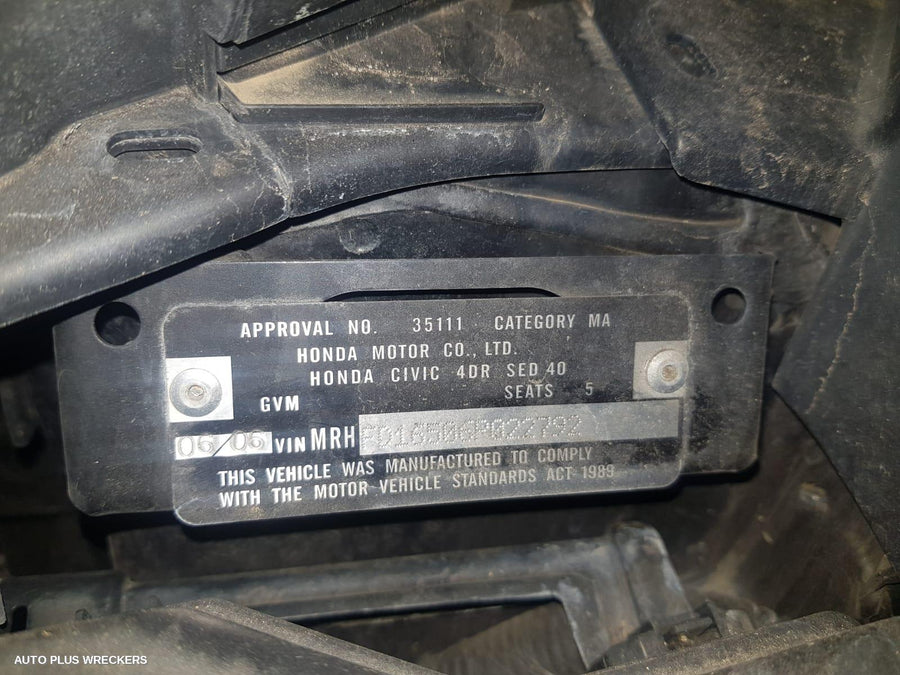 APPROVAL NO. 35111 CATEGORY MA
HONDA MOTOR CO., LTD.
HONDA CIVIC 4DR SED 40
SEATS 5
GVM
06/06 VIN MRHFD16506P022792
THIS VEHICLE WAS MANUFACTURED TO COMPLY
WITH THE MOTOR VEHICLE STANDARDS ACT 1989
AUTO PLUS WRECKERS